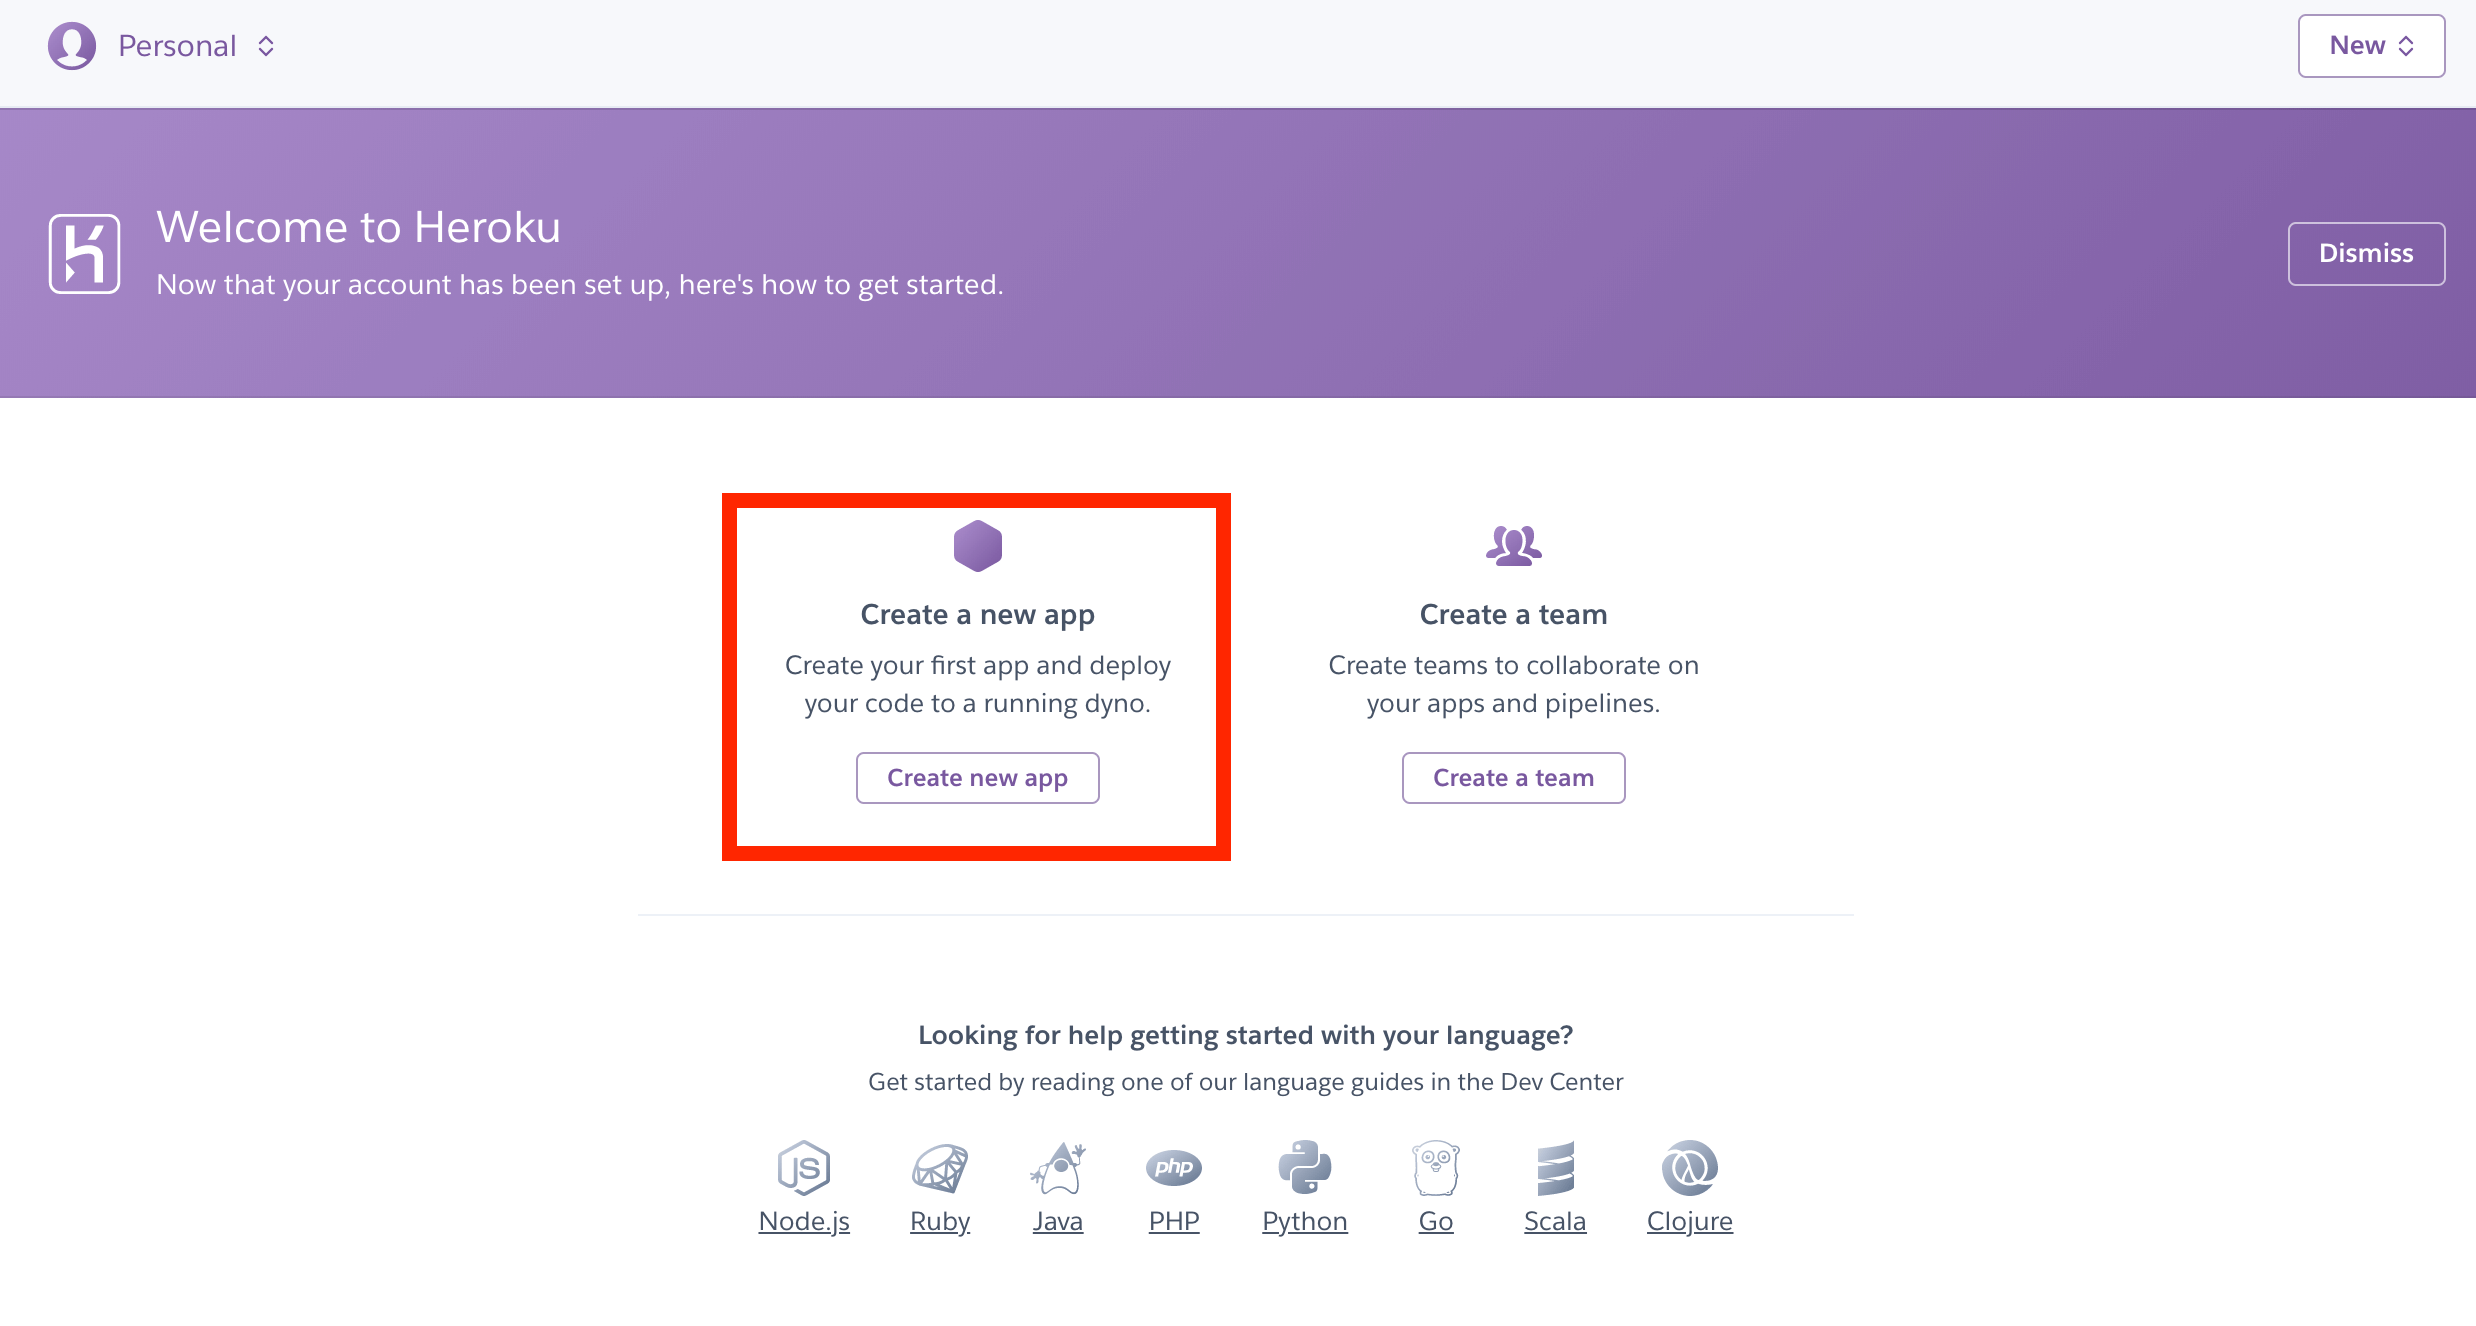 Personal
New
Welcome to Heroku
Now that your account has been set up, here's how to get started.
Dismiss
Create a new app
Create your first app and deploy
your code to a running dyno.
Create new app
Create a team
Create teams to collaborate on
your apps and pipelines.
Create a team
Looking for help getting started with your language?
Get started by reading one of our language guides in the Dev Center
JS
php
Node.js
Ruby
Java
PHP
Python
Go
Scala
Clojure